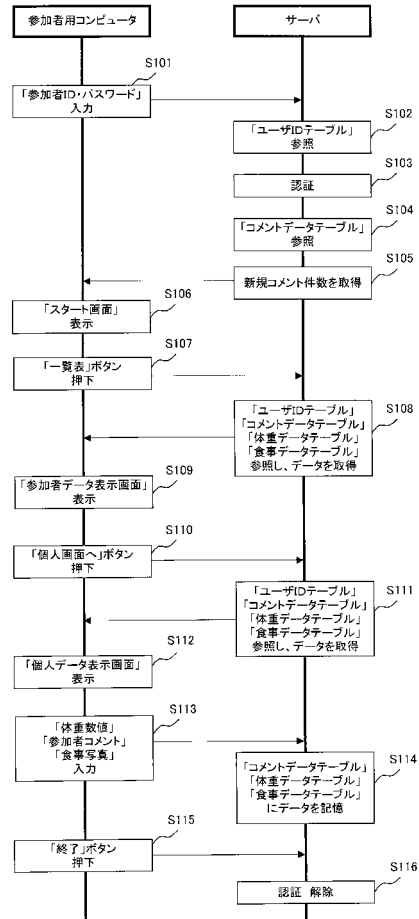 参加者用コンピュータ
サーバ
S101
「参加者ID・パスワード」
入力
S102
「ユーザIDテーブル」
参照
S103
認証
S104
「コメントデータテーブル」
参照
S105
新規コメント件数を取得
S106
「スタート画面」
表示
S107
「一覧表」ボタン
押下
S108
「ユーザIDテーブル」
「コメントデータテーブル」
「体重データテーブル」
「食事データテーブル」
参照し、データを取得
S109
「参加者データ表示画面」
表示
S110
「個人画面へ」ボタン
押下
S111
「ユーザIDテーブル」
「コメントデータテーブル」
「体重データテーブル」
「食事データテーブル」
参照し、データを取得
S112
「個人データ表示画面」
表示
S113
「体重数値」
「参加者コメント」
「食事写真」
入力
S114
「コメントデータテーブル」
「体重データテーブル」
「食事データテーブル」
にデータを記憶
S115
「終了」ボタン
押下
S116
認証 解除